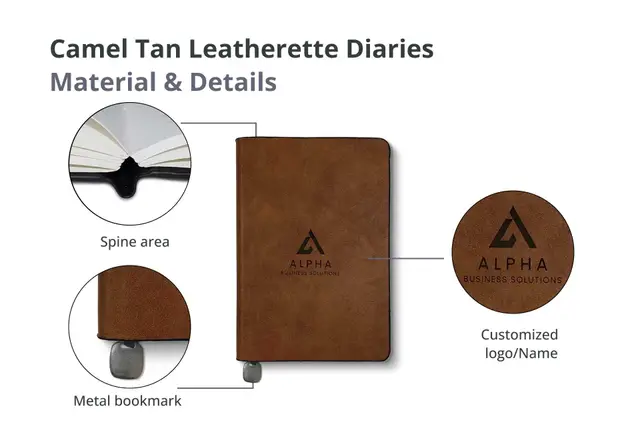 Camel Tan Leatherette Diaries
Material & Details
Spine area
ALPHA
BUSINESS SOLUTIONS
ALPHA
BUSINESS SOLUTIONS
Customized
logo/Name
Metal bookmark